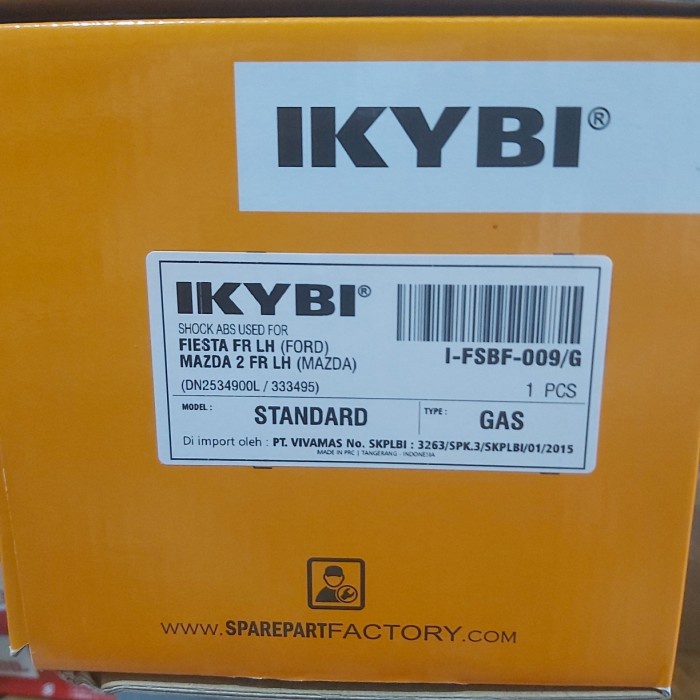 IKYBI®
IKYBI®
SHOCK ABS USED FOR
FIESTA FR LH (FORD)
MAZDA 2 FR LH (MAZDA)
(DN2534900L / 333495)
I-FSBF-009/G
1 PCS
MODEL : STANDARD TYPE : GAS
Di import oleh : PT. VIVAMAS No. SKPLBI : 3263/SPK.3/SKPLBI/01/2015
MADE IN PRC | TANGERANG - INDONESIA
WWW.SPAREPARTFACTORY.COM